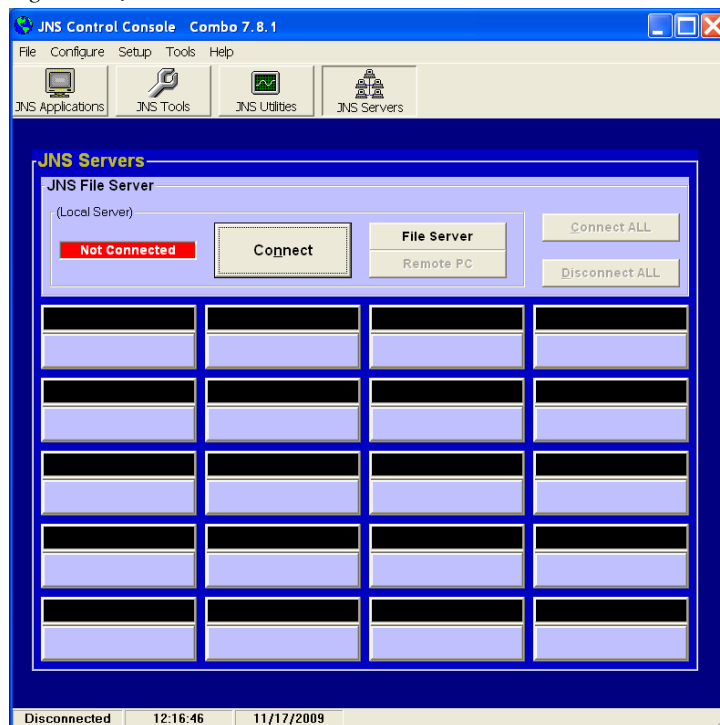 JNS Control Console Combo 7.8.1
File Configure Setup Tools Help
JNS Applications JNS Tools JNS Utilities JNS Servers
JNS Servers
JNS File Server
(Local Server)
Not Connected
Connect
File Server
Remote PC
Connect ALL
Disconnect ALL
Disconnected 12:16:46 11/17/2009